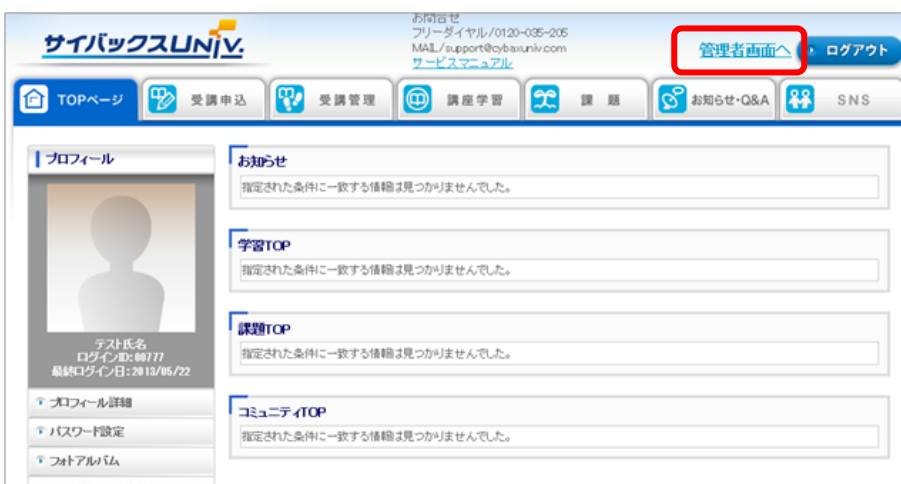 サイバックスUniv.
お問合せ
フリーダイヤル/0120-035-205
MAIL/support@cybaxuniv.com
サービスマニュアル
管理者画面へ
ログアウト
TOPページ
受講申込
受講管理
講座学習
課 題
お知らせ・Q&A
SNS
プロフィール
テスト氏名
ログインID:00777
最終ログイン日:2013/05/22
プロフィール詳細
パスワード設定
フォトアルバム
お知らせ
指定された条件に一致する情報は見つかりませんでした。
学習TOP
指定された条件に一致する情報は見つかりませんでした。
課題TOP
指定された条件に一致する情報は見つかりませんでした。
コミュニティTOP
指定された条件に一致する情報は見つかりませんでした。